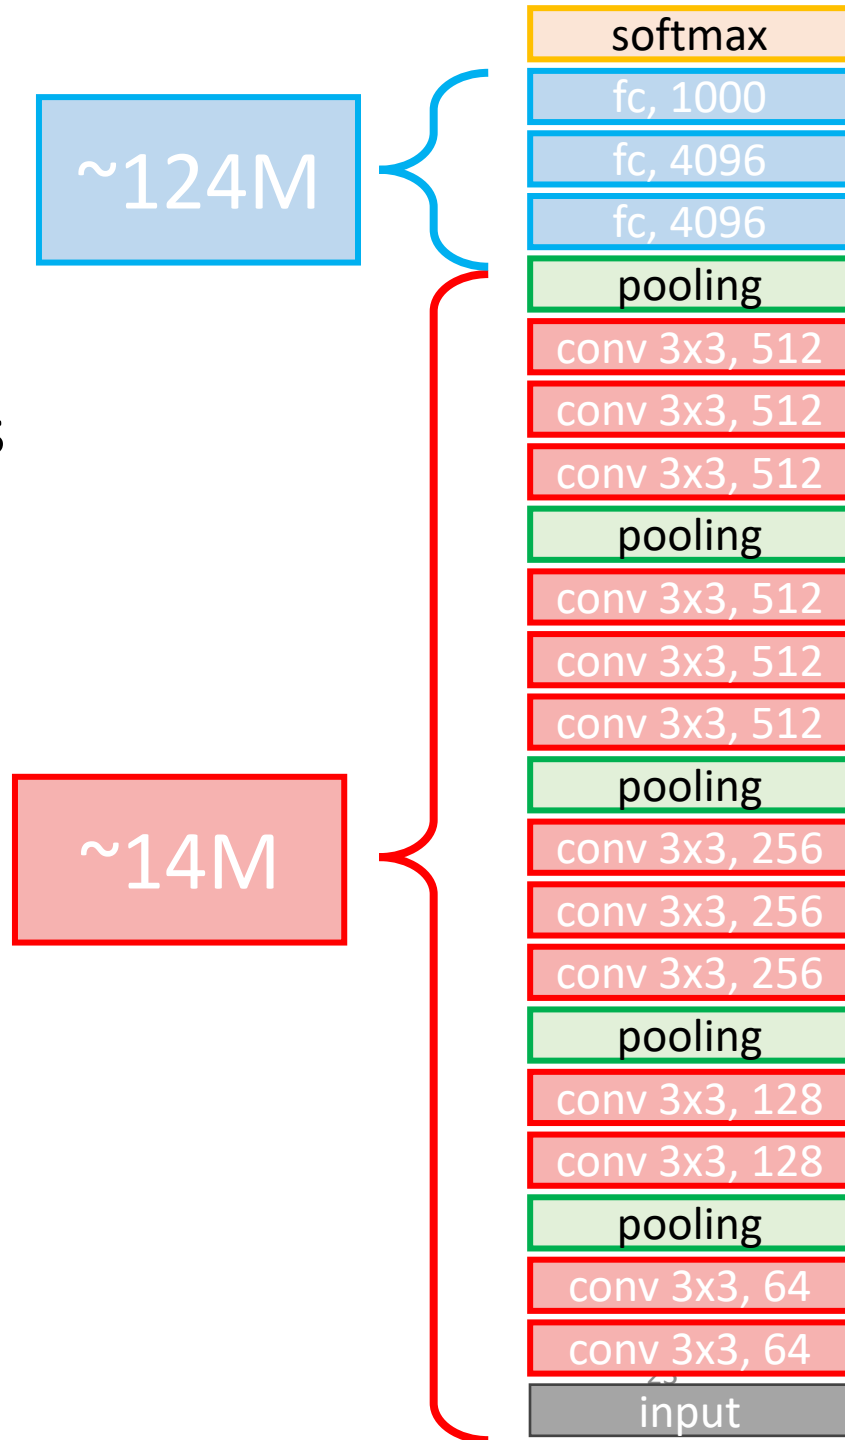 softmax
fc, 1000
fc, 4096
fc, 4096
pooling
conv 3x3, 512
conv 3x3, 512
conv 3x3, 512
pooling
conv 3x3, 512
conv 3x3, 512
conv 3x3, 512
pooling
conv 3x3, 256
conv 3x3, 256
conv 3x3, 256
pooling
conv 3x3, 128
conv 3x3, 128
pooling
conv 3x3, 64
conv 3x3, 64
input
~124M
s
~14M